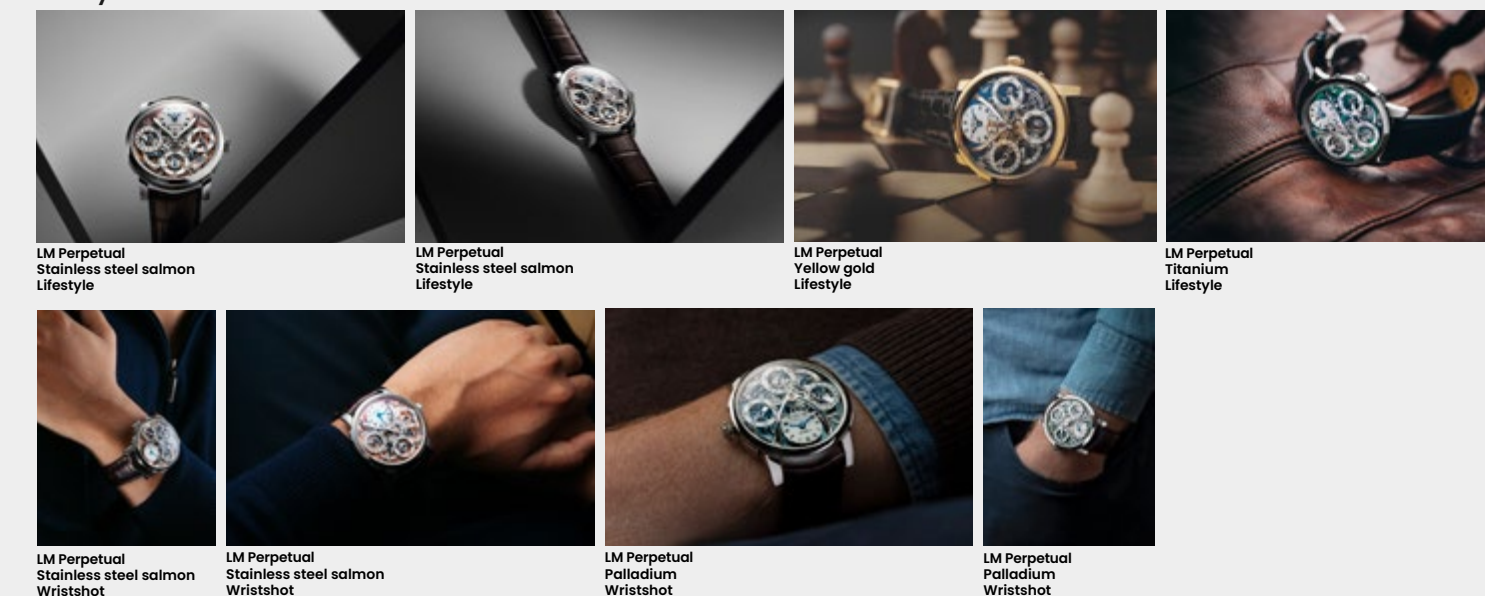 LM Perpetual
Stainless steel salmon
Lifestyle
LM Perpetual
Stainless steel salmon
Lifestyle
LM Perpetual
Yellow gold
Lifestyle
LM Perpetual
Titanium
Lifestyle
LM Perpetual
Stainless steel salmon
Wristshot
LM Perpetual
Stainless steel salmon
Wristshot
LM Perpetual
Palladium
Wristshot
LM Perpetual
Palladium
Wristshot